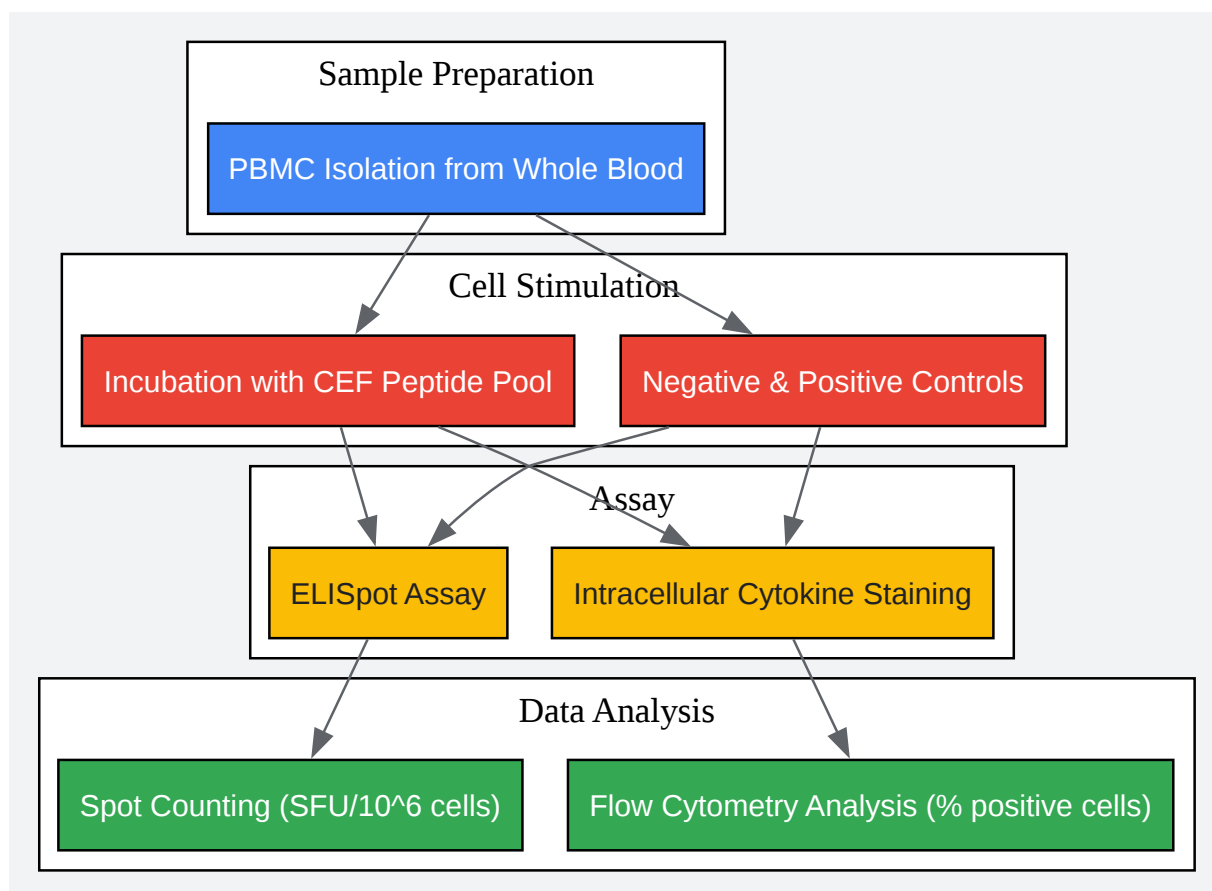 Sample Preparation
PBMC Isolation from Whole Blood
Cell Stimulation
Incubation with CEF Peptide Pool
Negative & Positive Controls
Assay
ELISpot Assay
Intracellular Cytokine Staining
Data Analysis
Spot Counting (SFU/10^6 cells)
Flow Cytometry Analysis (% positive cells)